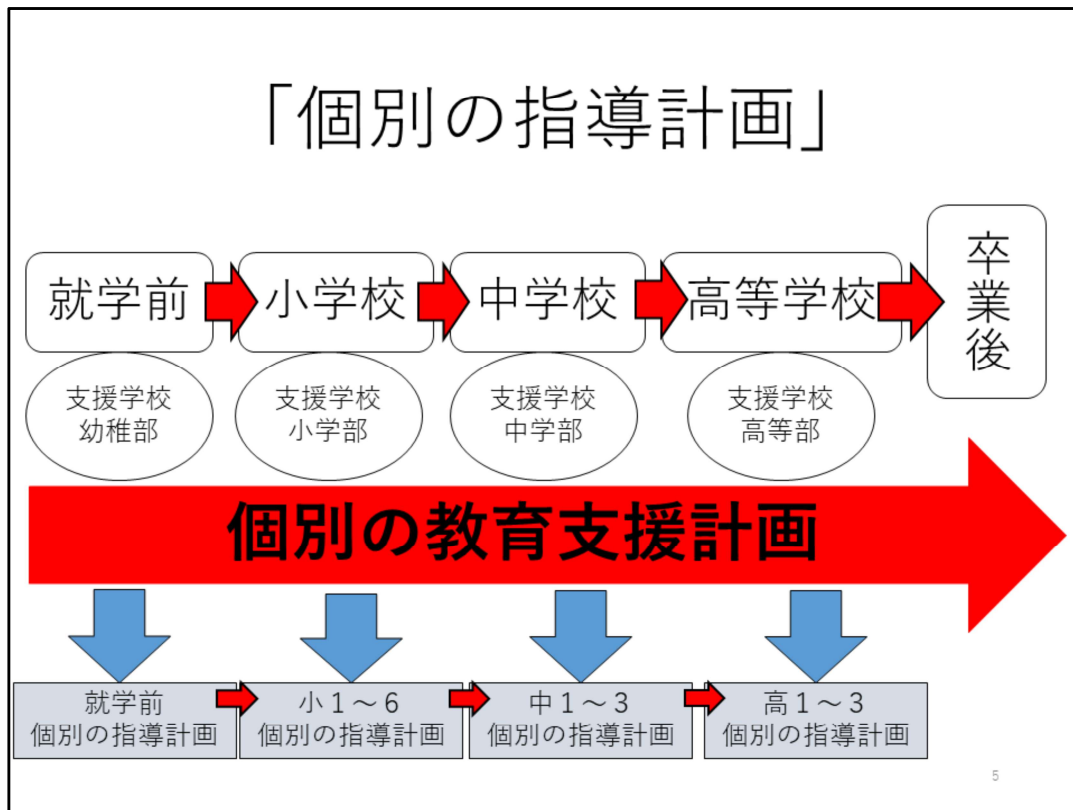 「個別の指導計画」
就学前
小学校
中学校
高等学校
卒業後
支援学校
幼稚部
支援学校
小学部
支援学校
中学部
支援学校
高等部
個別の教育支援計画
就学前
個別の指導計画
小１～６
個別の指導計画
中１～３
個別の指導計画
高１～３
個別の指導計画
5